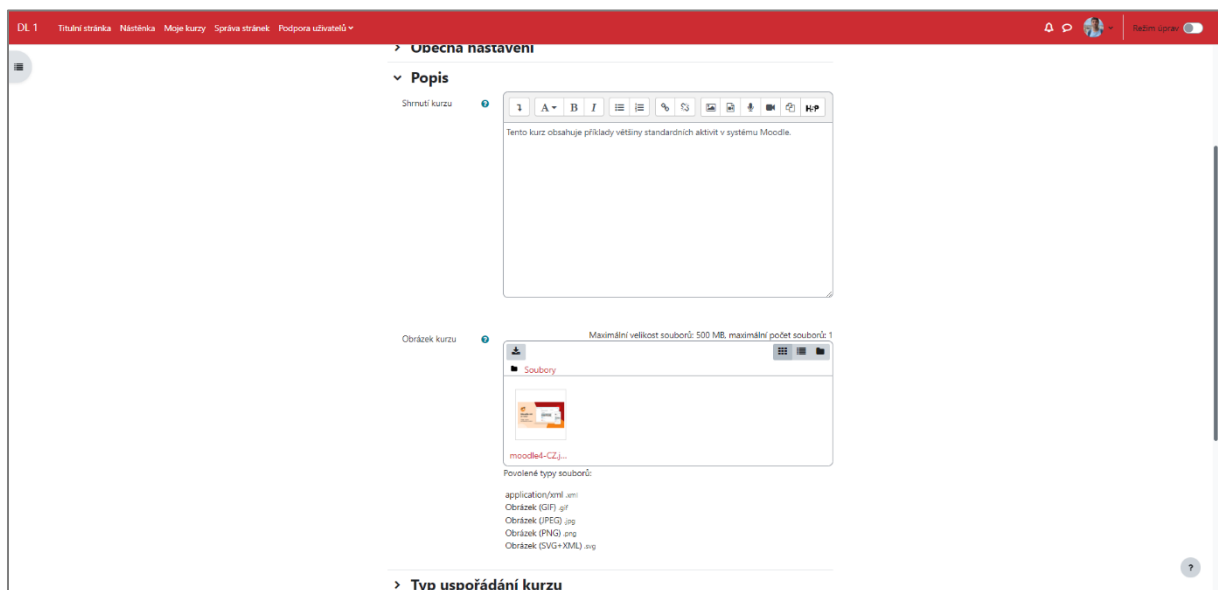 DL 1 Titulní stránka Nástěnka Moje kurzy Správa stránek Podpora uživatelů Režim úprav
Obecná nastavení
Popis
Shrnutí kurzu
A B I H-P
Tento kurz obsahuje příklady většiny standardních aktivit v systému Moodle.
Obrázek kurzu
Maximální velikost souborů: 500 MB, maximální počet souborů: 1
Soubory
moodle4-CZ.j...
Povolené typy souborů:
application/xml .xml
Obrázek (GIF) .gif
Obrázek (JPEG) .jpg
Obrázek (PNG) .png
Obrázek (SVG+XML) .svg
?
Typ uspořádání kurzu